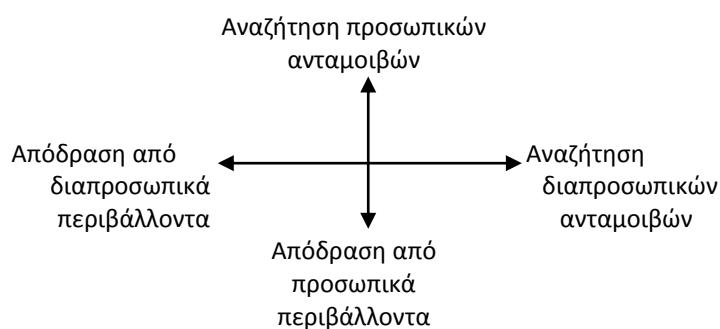 Αναζήτηση προσωπικών
ανταμοιβών
Απόδραση από
διαπροσωπικά
περιβάλλοντα
Αναζήτηση
διαπροσωπικών
ανταμοιβών
Απόδραση από
προσωπικά
περιβάλλοντα